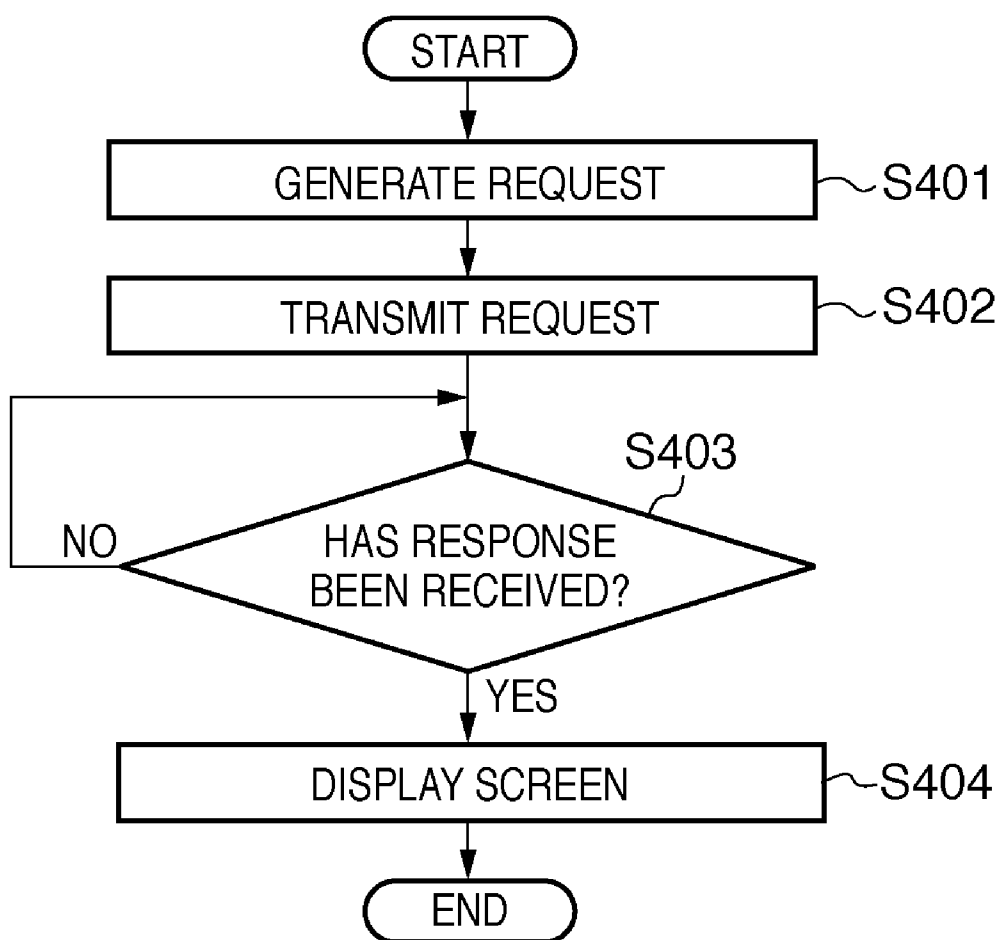 START
GENERATE REQUEST
S401
TRANSMIT REQUEST
S402
S403
HAS RESPONSE
BEEN RECEIVED?
NO
YES
DISPLAY SCREEN
S404
END